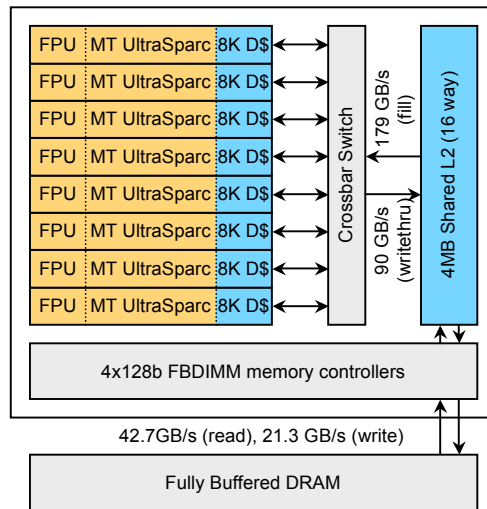 FPU MT UltraSparc 8K D$
FPU MT UltraSparc 8K D$
FPU MT UltraSparc 8K D$
FPU MT UltraSparc 8K D$
FPU MT UltraSparc 8K D$
FPU MT UltraSparc 8K D$
FPU MT UltraSparc 8K D$
FPU MT UltraSparc 8K D$
Crossbar Switch
179 GB/s
(fill)
90 GB/s
(writethru)
4MB Shared L2 (16 way)
4x128b FBDIMM memory controllers
42.7GB/s (read), 21.3 GB/s (write)
Fully Buffered DRAM